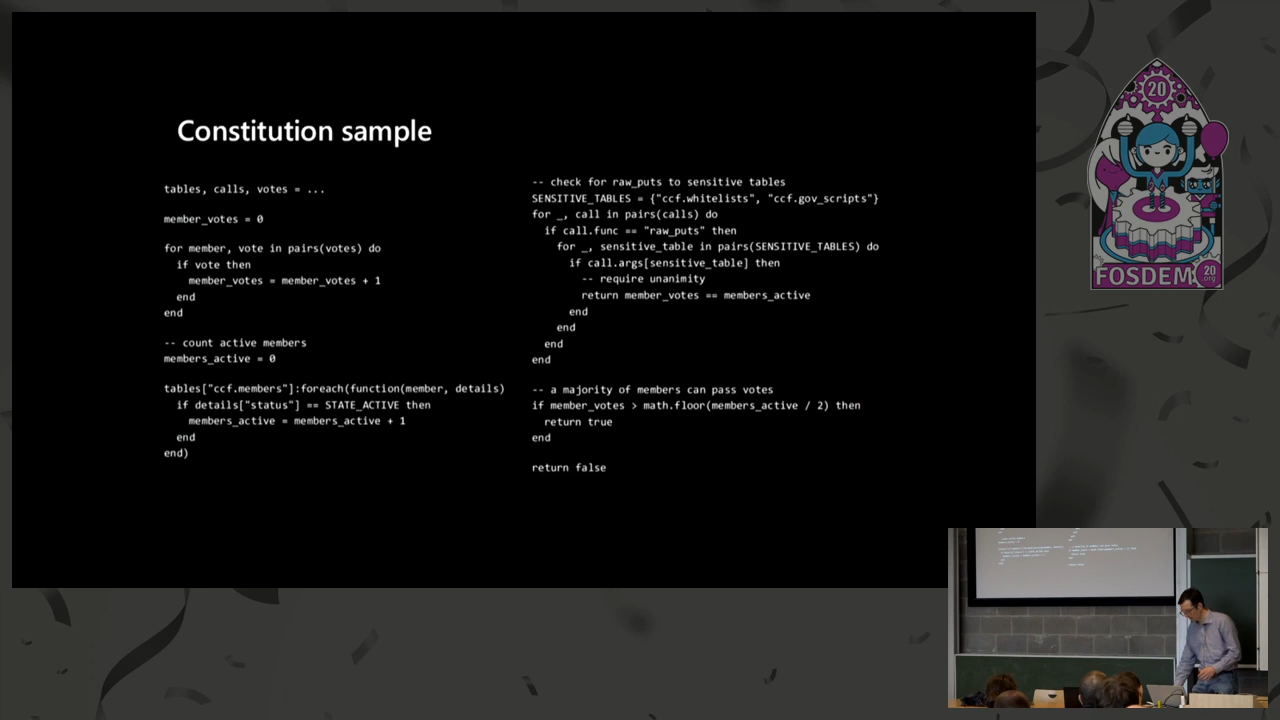 Constitution sample
tables, calls, votes = ...
member_votes = 0
for member, vote in pairs(votes) do
if vote then
member_votes = member_votes + 1
end
end
-- count active members
members_active = 0
tables["ccf.members"]:foreach(function(member, details)
if details["status"] == STATE_ACTIVE then
members_active = members_active + 1
end
end)
-- check for raw_puts to sensitive tables
SENSITIVE_TABLES = {"ccf.whitelists", "ccf.gov_scripts"}
for _, call in pairs(calls) do
if call.func == "raw_puts" then
for _, sensitive_table in pairs(SENSITIVE_TABLES) do
if call.args[sensitive_table] then
-- require unanimity
return member_votes == members_active
end
end
end
end
-- a majority of members can pass votes
if member_votes > math.floor(members_active / 2) then
return true
end
return false
20
FOSDEM
20
org